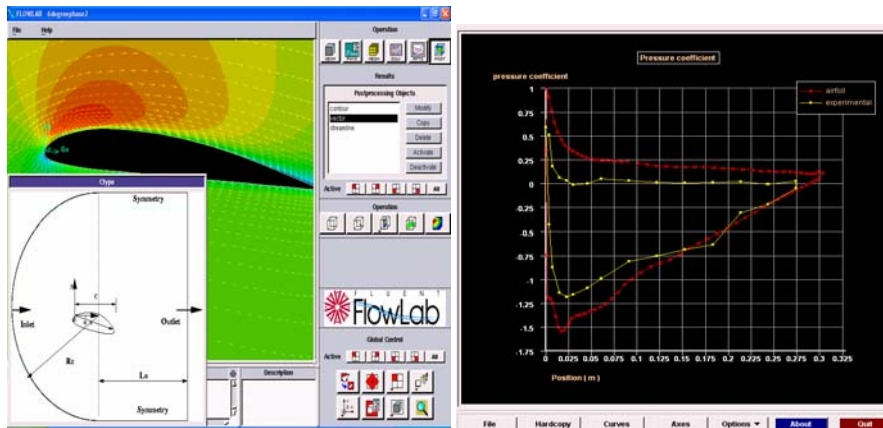 FLOWLAB 6degreephase2
File Help
Operation
Results
Postprocessing Objects
contour
vector
streamline
Modify
Copy
Delete
Activate
Deactivate
Active
All
Operation
FLUENT
FlowLab
Global Control
Active
All
Description
Ctype
Symmetry
C
Inlet
Outlet
Rc
Lo
Symmetry
Pressure coefficient
pressure coefficient
airfoil
experimental
1
0.75
0.5
0.25
0
-0.25
-0.5
-0.75
-1
-1.25
-1.5
-1.75
0 0.025 0.05 0.075 0.1 0.125 0.15 0.175 0.2 0.225 0.25 0.275 0.3 0.325
Position ( m )
File Hardcopy Curves Axes Options About Quit